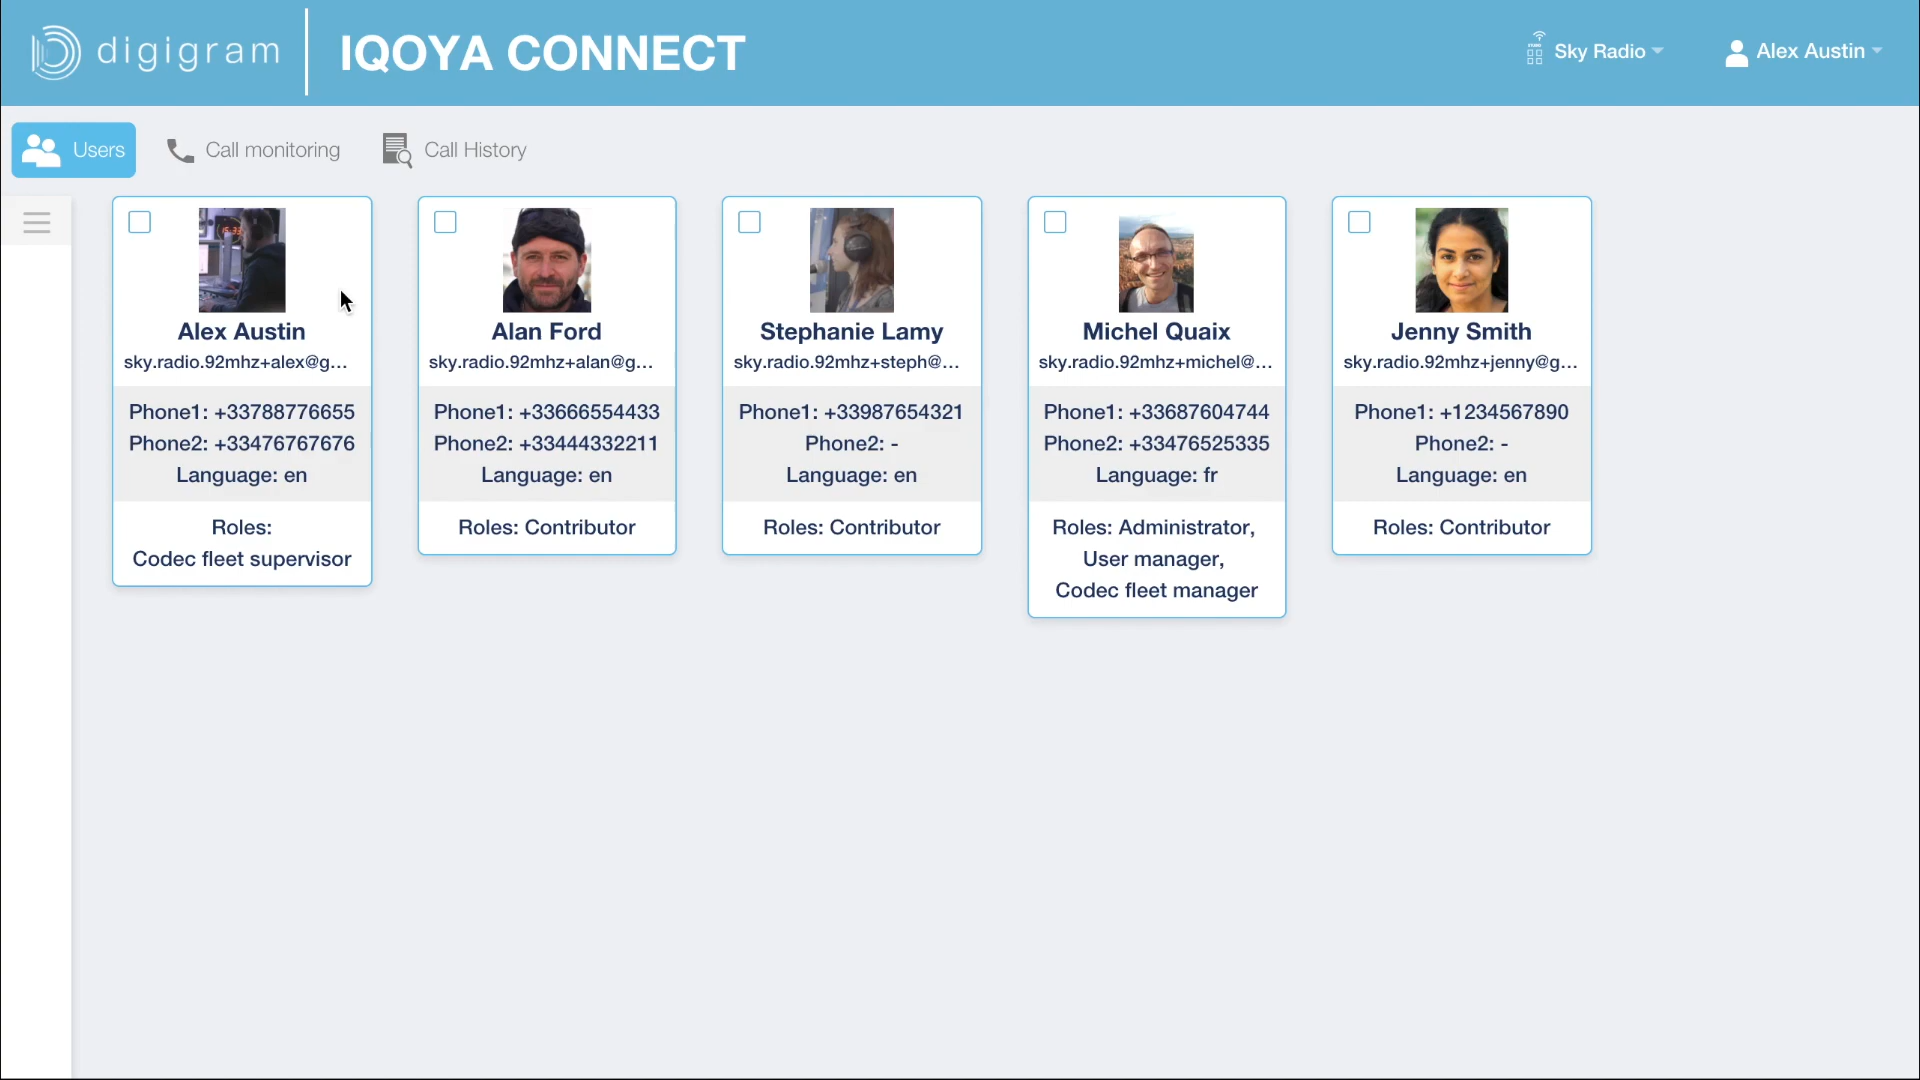 digigram
IQOYA CONNECT
Sky Radio
Alex Austin
Users
Call monitoring
Call History
Alex Austin
sky.radio.92mhz+alex@g...
Phone1: +33788776655
Phone2: +33476767676
Language: en
Roles:
Codec fleet supervisor
Alan Ford
sky.radio.92mhz+alan@g...
Phone1: +33666554433
Phone2: +33444332211
Language: en
Roles: Contributor
Stephanie Lamy
sky.radio.92mhz+steph@...
Phone1: +33987654321
Phone2: -
Language: en
Roles: Contributor
Michel Quaix
sky.radio.92mhz+michel@...
Phone1: +33687604744
Phone2: +33476525335
Language: fr
Roles: Administrator,
User manager,
Codec fleet manager
Jenny Smith
sky.radio.92mhz+jenny@g...
Phone1: +1234567890
Phone2: -
Language: en
Roles: Contributor